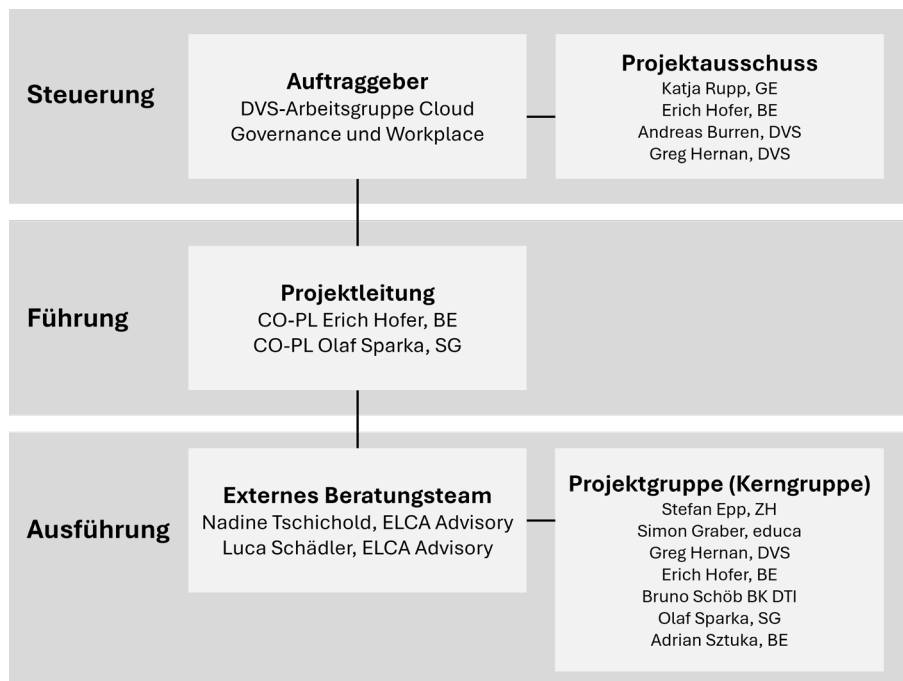 Steuerung
Auftraggeber
DVS-Arbeitsgruppe Cloud
Governance und Workplace
Projektausschuss
Katja Rupp, GE
Erich Hofer, BE
Andreas Burren, DVS
Greg Hernan, DVS
Führung
Projektleitung
CO-PL Erich Hofer, BE
CO-PL Olaf Sparka, SG
Ausführung
Externes Beratungsteam
Nadine Tschichold, ELCA Advisory
Luca Schädler, ELCA Advisory
Projektgruppe (Kerngruppe)
Stefan Epp, ZH
Simon Graber, educa
Greg Hernan, DVS
Erich Hofer, BE
Bruno Schöb BK DTI
Olaf Sparka, SG
Adrian Sztuka, BE